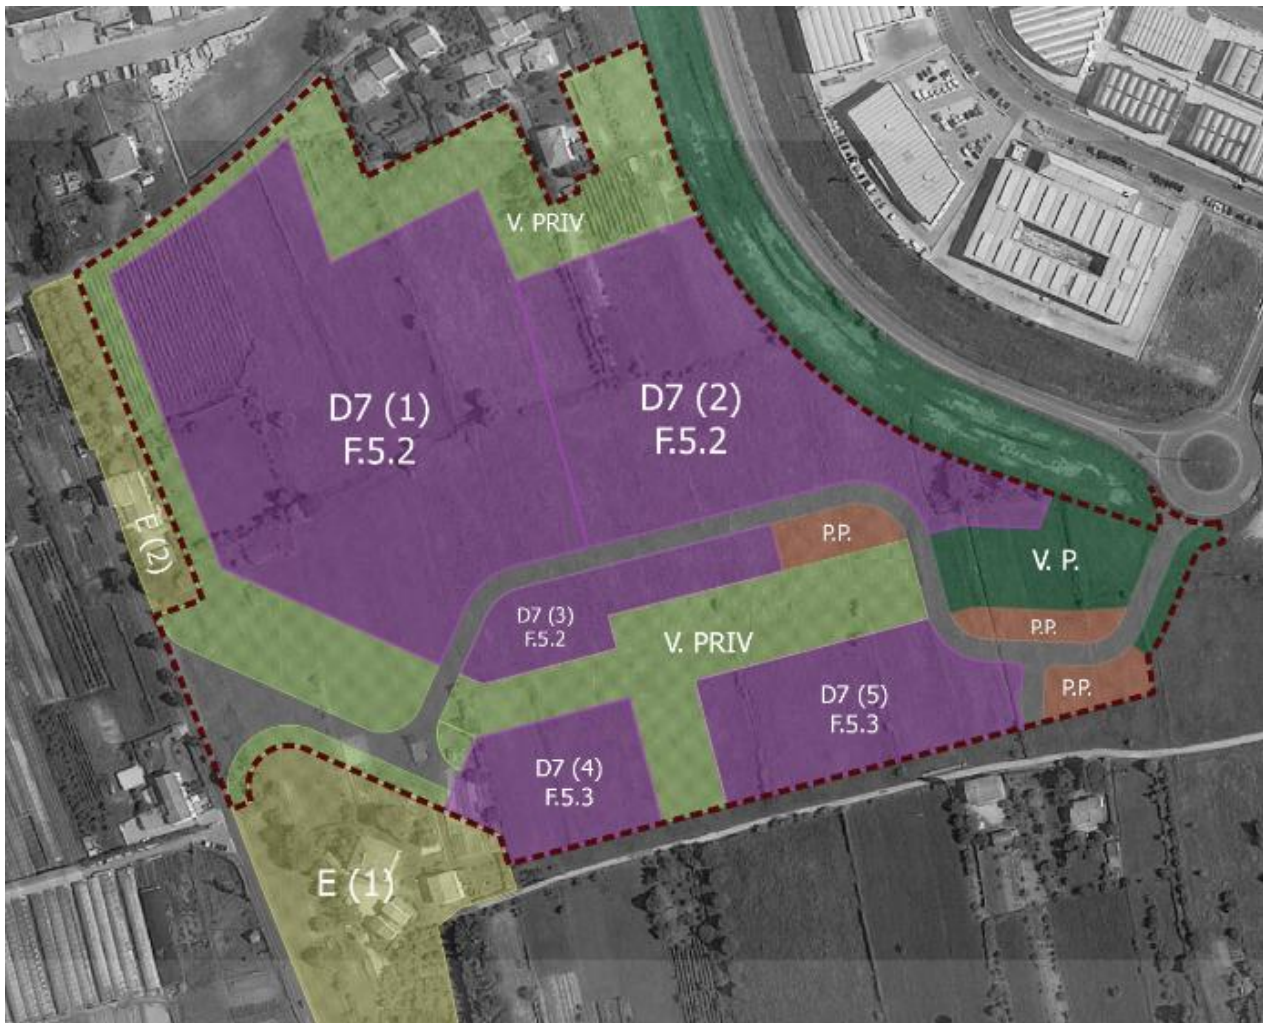 V. PRIV
D7 (1)
F.5.2
D7 (2)
F.5.2
E (2)
P.P.
V. P.
D7 (3)
F.5.2
V. PRIV
P.P.
D7 (5)
F.5.3
P.P.
D7 (4)
F.5.3
E (1)